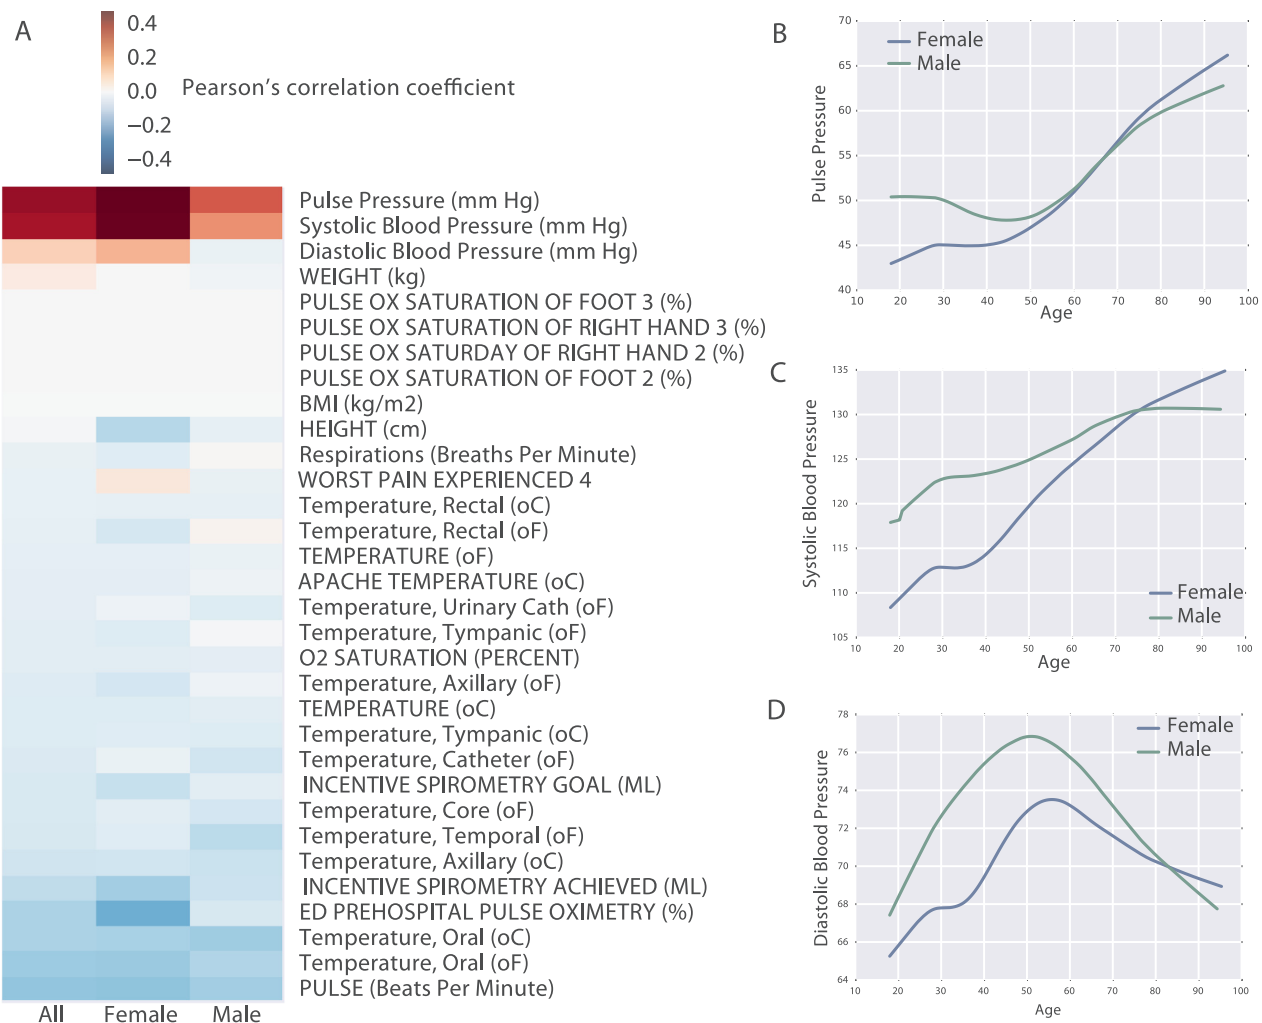 A
0.4
0.2
0.0
−0.2
−0.4
Pearson's correlation coefficient
Pulse Pressure (mm Hg)
Systolic Blood Pressure (mm Hg)
Diastolic Blood Pressure (mm Hg)
WEIGHT (kg)
PULSE OX SATURATION OF FOOT 3 (%)
PULSE OX SATURATION OF RIGHT HAND 3 (%)
PULSE OX SATURDAY OF RIGHT HAND 2 (%)
PULSE OX SATURATION OF FOOT 2 (%)
BMI (kg/m2)
HEIGHT (cm)
Respirations (Breaths Per Minute)
WORST PAIN EXPERIENCED 4
Temperature, Rectal (oC)
Temperature, Rectal (oF)
TEMPERATURE (oF)
APACHE TEMPERATURE (oC)
Temperature, Urinary Cath (oF)
Temperature, Tympanic (oF)
O2 SATURATION (PERCENT)
Temperature, Axillary (oF)
TEMPERATURE (oC)
Temperature, Tympanic (oC)
Temperature, Catheter (oF)
INCENTIVE SPIROMETRY GOAL (ML)
Temperature, Core (oF)
Temperature, Temporal (oF)
Temperature, Axillary (oC)
INCENTIVE SPIROMETRY ACHIEVED (ML)
ED PREHOSPITAL PULSE OXIMETRY (%)
Temperature, Oral (oC)
Temperature, Oral (oF)
PULSE (Beats Per Minute)
All Female Male
B
Pulse Pressure
70
65
60
55
50
45
40
Female
Male
10 20 30 40 50 60 70 80 90 100
Age
C
Systolic Blood Pressure
135
130
125
120
115
110
105
Female
Male
10 20 30 40 50 60 70 80 90 100
Age
D
Diastolic Blood Pressure
78
76
74
72
70
68
66
64
Female
Male
10 20 30 40 50 60 70 80 90 100
Age